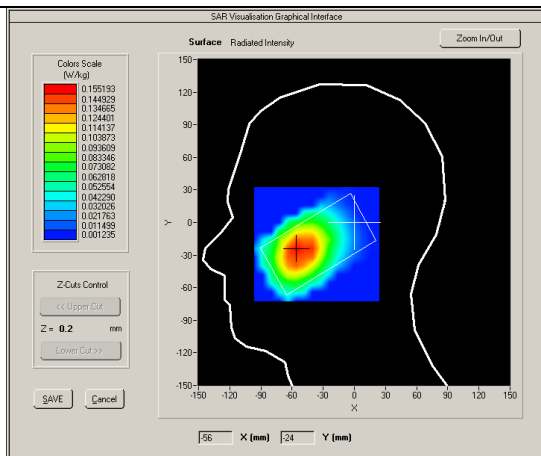 SAR Visualisation Graphical Interface
Surface Radiated Intensity
Zoom In/Out
Colors Scale
(W/kg)
0.155193
0.144929
0.134665
0.124401
0.114137
0.103873
0.093609
0.083346
0.073082
0.062818
0.052554
0.042290
0.032026
0.021763
0.011499
0.001235
Z-Cuts Control
<< Upper Cut
Z = 0.2 mm
Lower Cut >>
SAVE Cancel
150
120
90
60
30
0
-30
-60
-90
-120
-150
Y
-150 -120 -90 -60 -30 0 30 60 90 120 150
X
-56 X (mm) -24 Y (mm)